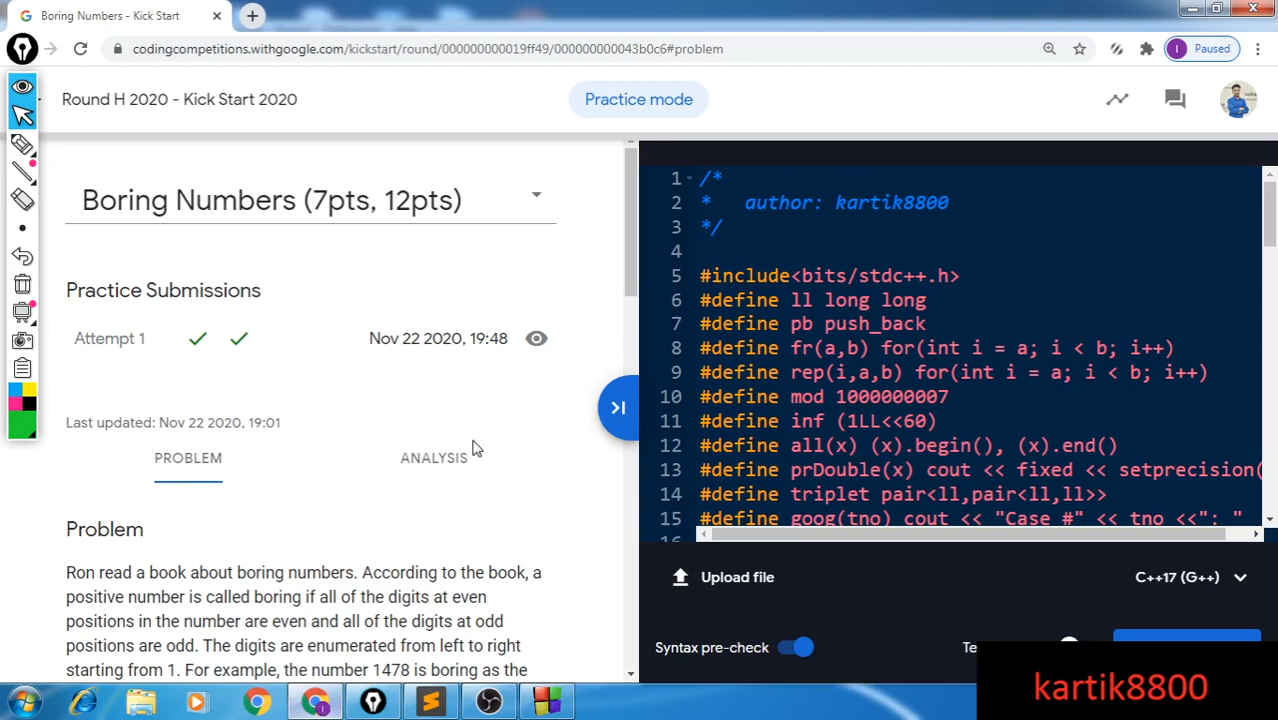 Boring Numbers - Kick Start
codingcompetitions.withgoogle.com/kickstart/round/000000000019ff49/000000000043b0c6#problem
I
Paused
Round H 2020 - Kick Start 2020
Practice mode
Boring Numbers (7pts, 12pts)
Practice Submissions
Attempt 1
Nov 22 2020, 19:48
Last updated: Nov 22 2020, 19:01
PROBLEM
ANALYSIS
Problem
Ron read a book about boring numbers. According to the book, a
positive number is called boring if all of the digits at even
positions in the number are even and all of the digits at odd
positions are odd. The digits are enumerated from left to right
starting from 1. For example, the number 1478 is boring as the
1 /*
2 * author: kartik8800
3 */
4
5 #include<bits/stdc++.h>
6 #define ll long long
7 #define pb push_back
8 #define fr(a,b) for(int i = a; i < b; i++)
9 #define rep(i,a,b) for(int i = a; i < b; i++)
10 #define mod 1000000007
11 #define inf (1LL<<60)
12 #define all(x) (x).begin(), (x).end()
13 #define prDouble(x) cout << fixed << setprecision(
14 #define triplet pair<ll,pair<ll,ll>>
15 #define goog(tno) cout << "Case #" << tno <<": "
16
Upload file
C++17 (G++)
Syntax pre-check
Te
kartik8800